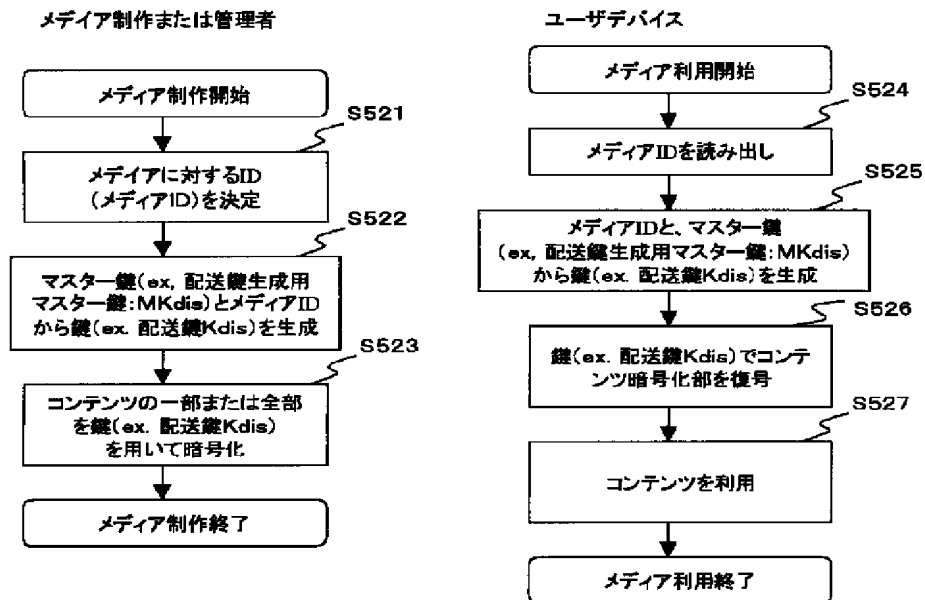 メデイア制作または管理者
メディア制作開始
S521
メデイアに対するID
(メディアID)を決定
S522
マスター鍵(ex, 配送鍵生成用
マスター鍵:MKdis)とメディアID
から鍵(ex. 配送鍵Kdis)を生成
S523
コンテンツの一部または全部
を鍵(ex. 配送鍵Kdis)
を用いて暗号化
メディア制作終了
ユーザデバイス
メディア利用開始
S524
メディアIDを読み出し
S525
メディアIDと、マスター鍵
(ex, 配送鍵生成用マスター鍵:MKdis)
から鍵(ex. 配送鍵Kdis)を生成
S526
鍵(ex. 配送鍵Kdis)でコンテ
ンツ暗号化部を復号
S527
コンテンツを利用
メディア利用終了